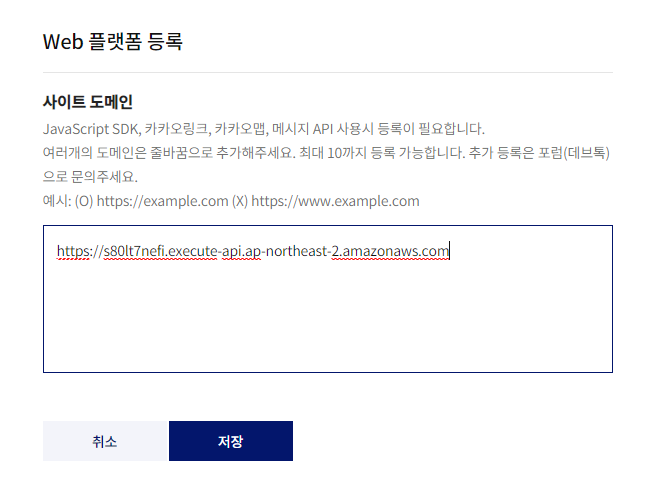 Web 플랫폼 등록
사이트 도메인
JavaScript SDK, 카카오링크, 카카오맵, 메시지 API 사용시 등록이 필요합니다.
여러개의 도메인은 줄바꿈으로 추가해주세요. 최대 10까지 등록 가능합니다. 추가 등록은 포럼(데브톡)
으로 문의주세요.
예시: (O) https://example.com (X) https://www.example.com
https://s80lt7nefi.execute-api.ap-northeast-2.amazonaws.com
취소
저장